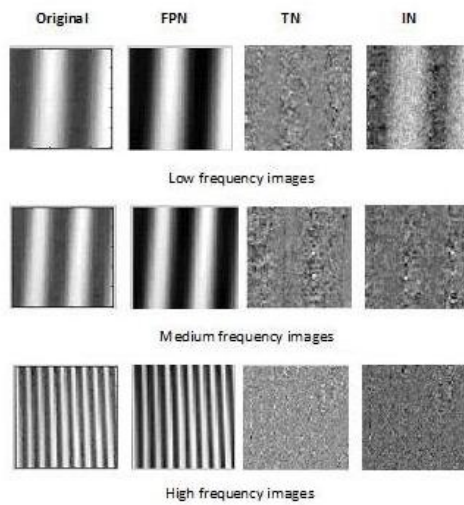 Original FPN TN IN
Low frequency images
Medium frequency images
High frequency images